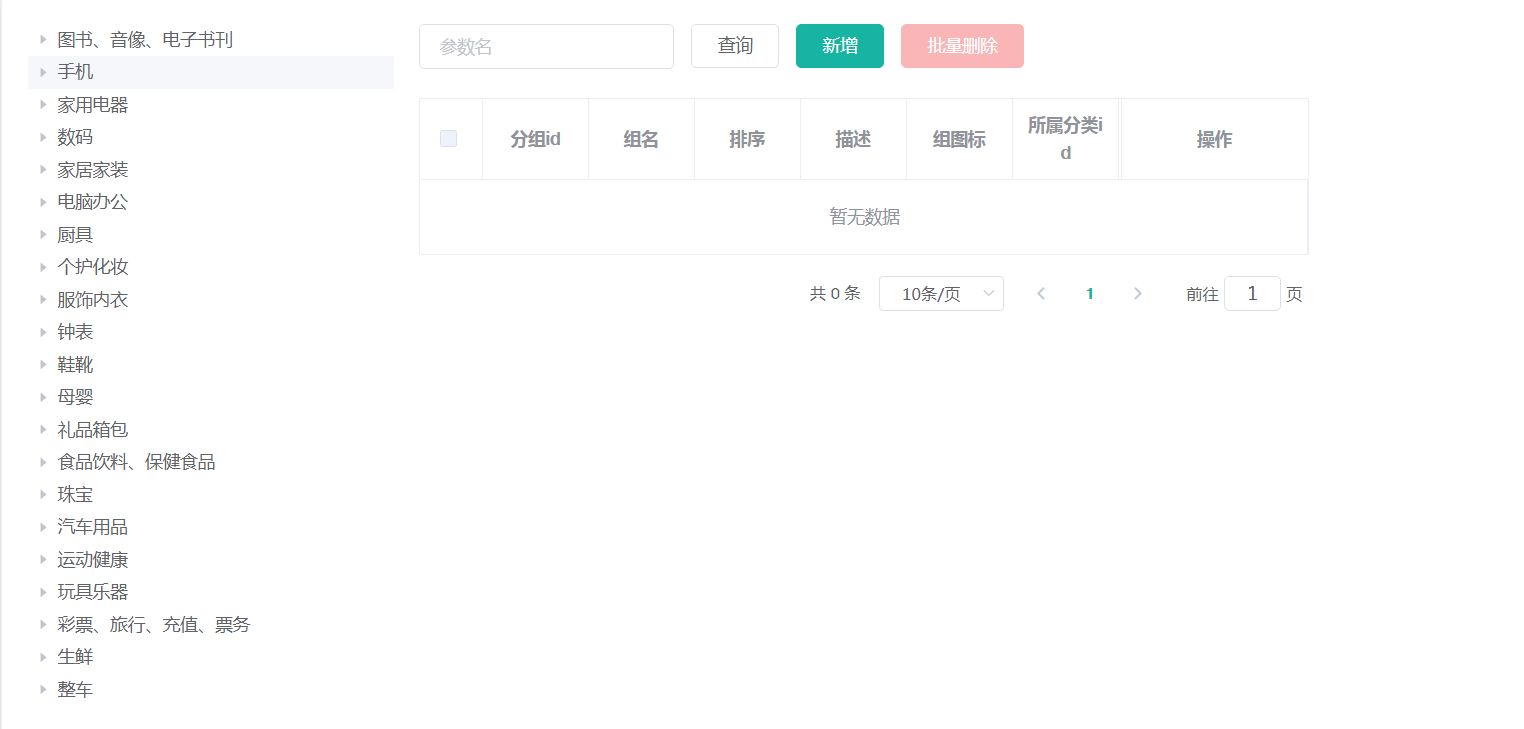 图书、音像、电子书刊
手机
家用电器
数码
家居家装
电脑办公
厨具
个护化妆
服饰内衣
钟表
鞋靴
母婴
礼品箱包
食品饮料、保健食品
珠宝
汽车用品
运动健康
玩具乐器
彩票、旅行、充值、票务
生鲜
整车
参数名 查询 新增 批量删除
分组id 组名 排序 描述 组图标 所属分类i
d 操作
暂无数据
共 0 条 10条/页 1 前往 1 页